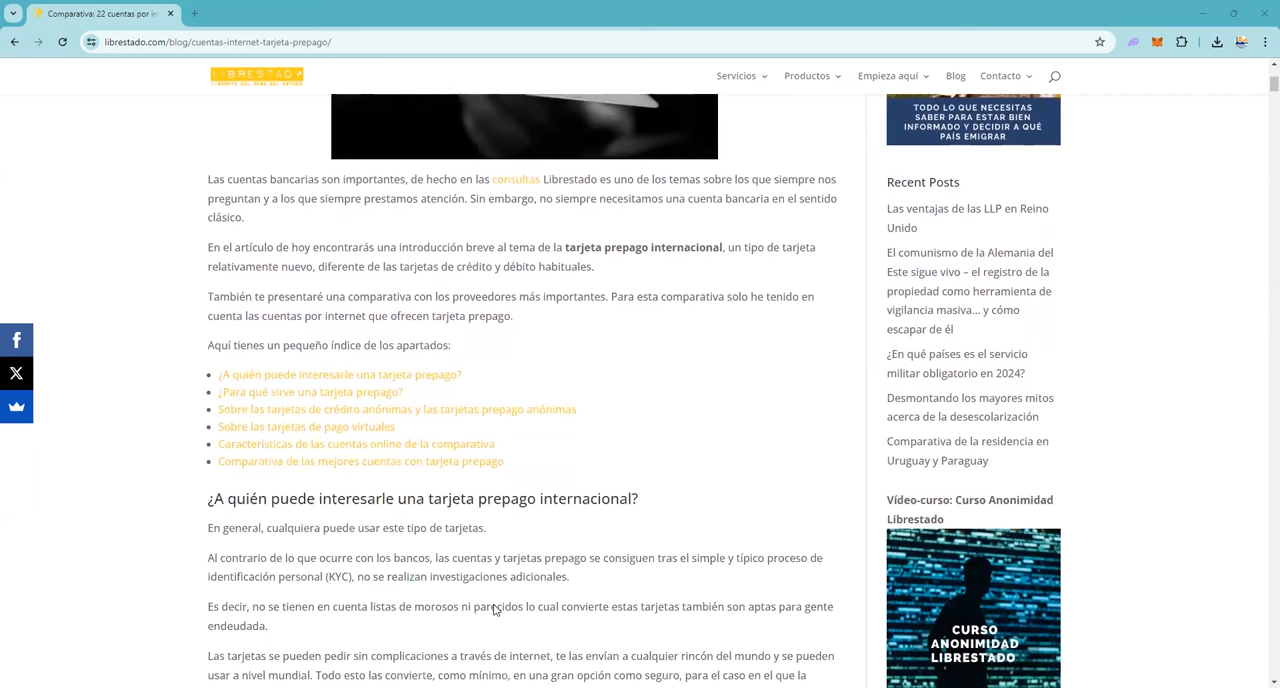 Comparativa: 22 cuentas por in
librestado.com/blog/cuentas-internet-tarjeta-prepago/
LIBRESTADO
LIBÉRATE DEL PAPO DEL ESTADO
Servicios
Productos
Empieza aquí
Blog
Contacto
Las cuentas bancarias son importantes, de hecho en las consultas Librestado es uno de los temas sobre los que siempre nos
preguntan y a los que siempre prestamos atención. Sin embargo, no siempre necesitamos una cuenta bancaria en el sentido
clásico.
En el artículo de hoy encontrarás una introducción breve al tema de la tarjeta prepago internacional, un tipo de tarjeta
relativamente nuevo, diferente de las tarjetas de crédito y débito habituales.
También te presentaré una comparativa con los proveedores más importantes. Para esta comparativa solo he tenido en
cuenta las cuentas por internet que ofrecen tarjeta prepago.
Aquí tienes un pequeño índice de los apartados:
¿A quién puede interesarle una tarjeta prepago?
¿Para qué sirve una tarjeta prepago?
Sobre las tarjetas de crédito anónimas y las tarjetas prepago anónimas
Sobre las tarjetas de pago virtuales
Características de las cuentas online de la comparativa
Comparativa de las mejores cuentas con tarjeta prepago
¿A quién puede interesarle una tarjeta prepago internacional?
En general, cualquiera puede usar este tipo de tarjetas.
Al contrario de lo que ocurre con los bancos, las cuentas y tarjetas prepago se consiguen tras el simple y típico proceso de
identificación personal (KYC), no se realizan investigaciones adicionales.
Es decir, no se tienen en cuenta listas de morosos ni parecidos lo cual convierte estas tarjetas también son aptas para gente
endeudada.
Las tarjetas se pueden pedir sin complicaciones a través de internet, te las envían a cualquier rincón del mundo y se pueden
usar a nivel mundial. Todo esto las convierte, como mínimo, en una gran opción como seguro, para el caso en el que la
TODO LO QUE NECESITAS
SABER PARA ESTAR BIEN
INFORMADO Y DECIDIR A QUÉ
PAÍS EMIGRAR
Recent Posts
Las ventajas de las LLP en Reino
Unido
El comunismo de la Alemania del
Este sigue vivo – el registro de la
propiedad como herramienta de
vigilancia masiva… y cómo
escapar de él
¿En qué países es el servicio
militar obligatorio en 2024?
Desmontando los mayores mitos
acerca de la desescolarización
Comparativa de la residencia en
Uruguay y Paraguay
Vídeo-curso: Curso Anonimidad
Librestado
CURSO
ANONIMIDAD
LIBRESTADO